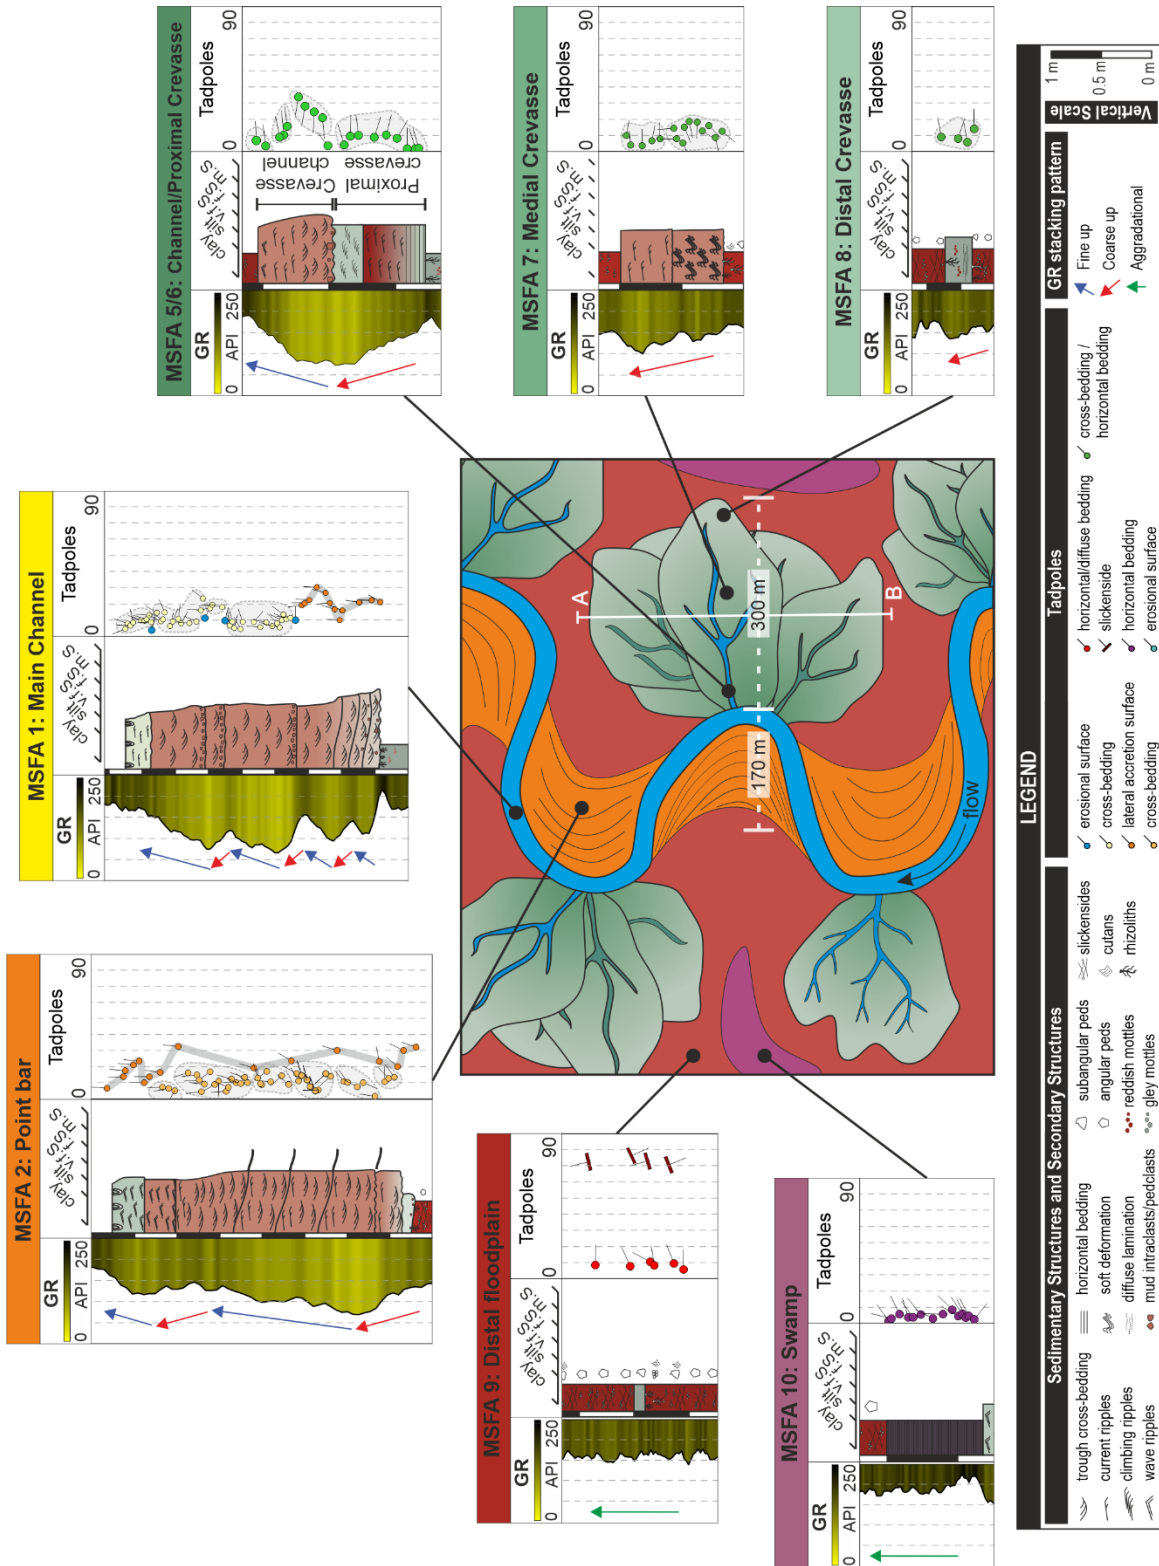 MSFA 2: Point bar
GR
0 API 250
clay
silt
v.f.S
f.S
m.S
Tadpoles
0 90
MSFA 1: Main Channel
GR
0 API 250
clay
silt
v.f.S
f.S
m.S
Tadpoles
0 90
MSFA 5/6: Channel/Proximal Crevasse
GR
0 API 250
clay
silt
v.f.S
f.S
m.S
Crevasse channel
Proximal crevasse
Tadpoles
0 90
MSFA 7: Medial Crevasse
GR
0 API 250
clay
silt
v.f.S
f.S
m.S
Tadpoles
0 90
MSFA 8: Distal Crevasse
GR
0 API 250
clay
silt
v.f.S
f.S
m.S
Tadpoles
0 90
MSFA 9: Distal floodplain
GR
0 API 250
clay
silt
v.f.S
f.S
m.S
Tadpoles
0 90
MSFA 10: Swamp
GR
0 API 250
clay
silt
v.f.S
f.S
m.S
Tadpoles
0 90
A
B
170 m
300 m
flow
LEGEND
Sedimentary Structures and Secondary Structures
trough cross-bedding
current ripples
climbing ripples
wave ripples
horizontal bedding
soft deformation
diffuse lamination
mud intraclasts/pedclasts
subangular peds
angular peds
reddish mottles
gley mottles
slickensides
cutans
rhizoliths
Tadpoles
erosional surface
cross-bedding
lateral accretion surface
cross-bedding
horizontal/diffuse bedding
slickenside
horizontal bedding
erosional surface
cross-bedding /
horizontal bedding
GR stacking pattern
Fine up
Coarse up
Aggradational
Vertical Scale
1 m
0.5 m
0 m